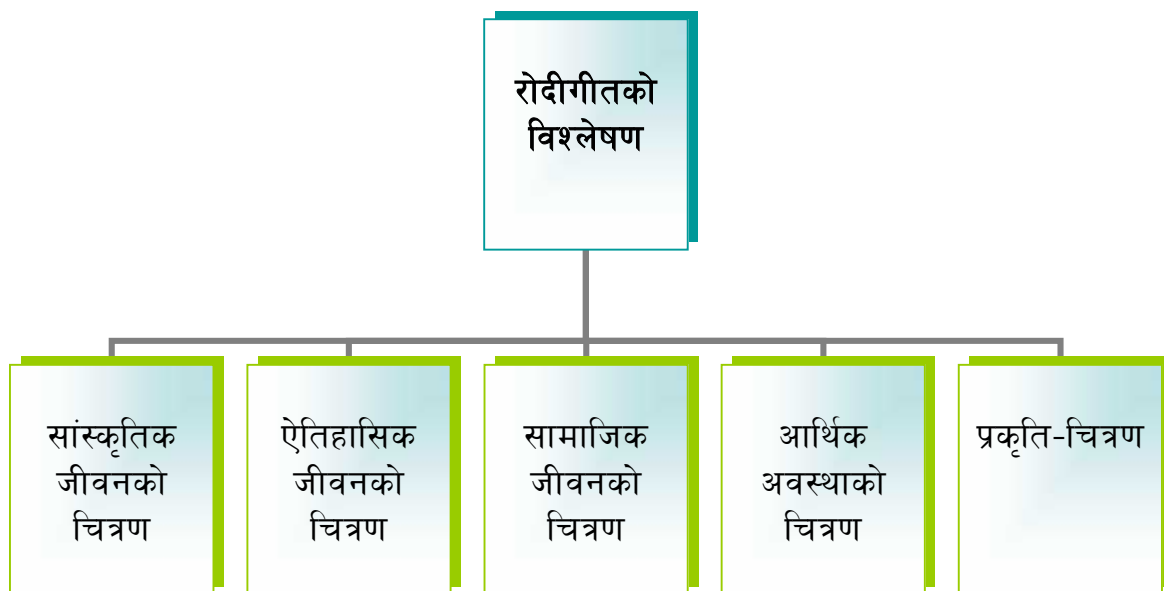 रोदीगीतको
विश्लेषण
सांस्कृतिक
जीवनको
चित्रण
ऐतिहासिक
जीवनको
चित्रण
सामाजिक
जीवनको
चित्रण
आर्थिक
अवस्थाको
चित्रण
प्रकृति-चित्रण